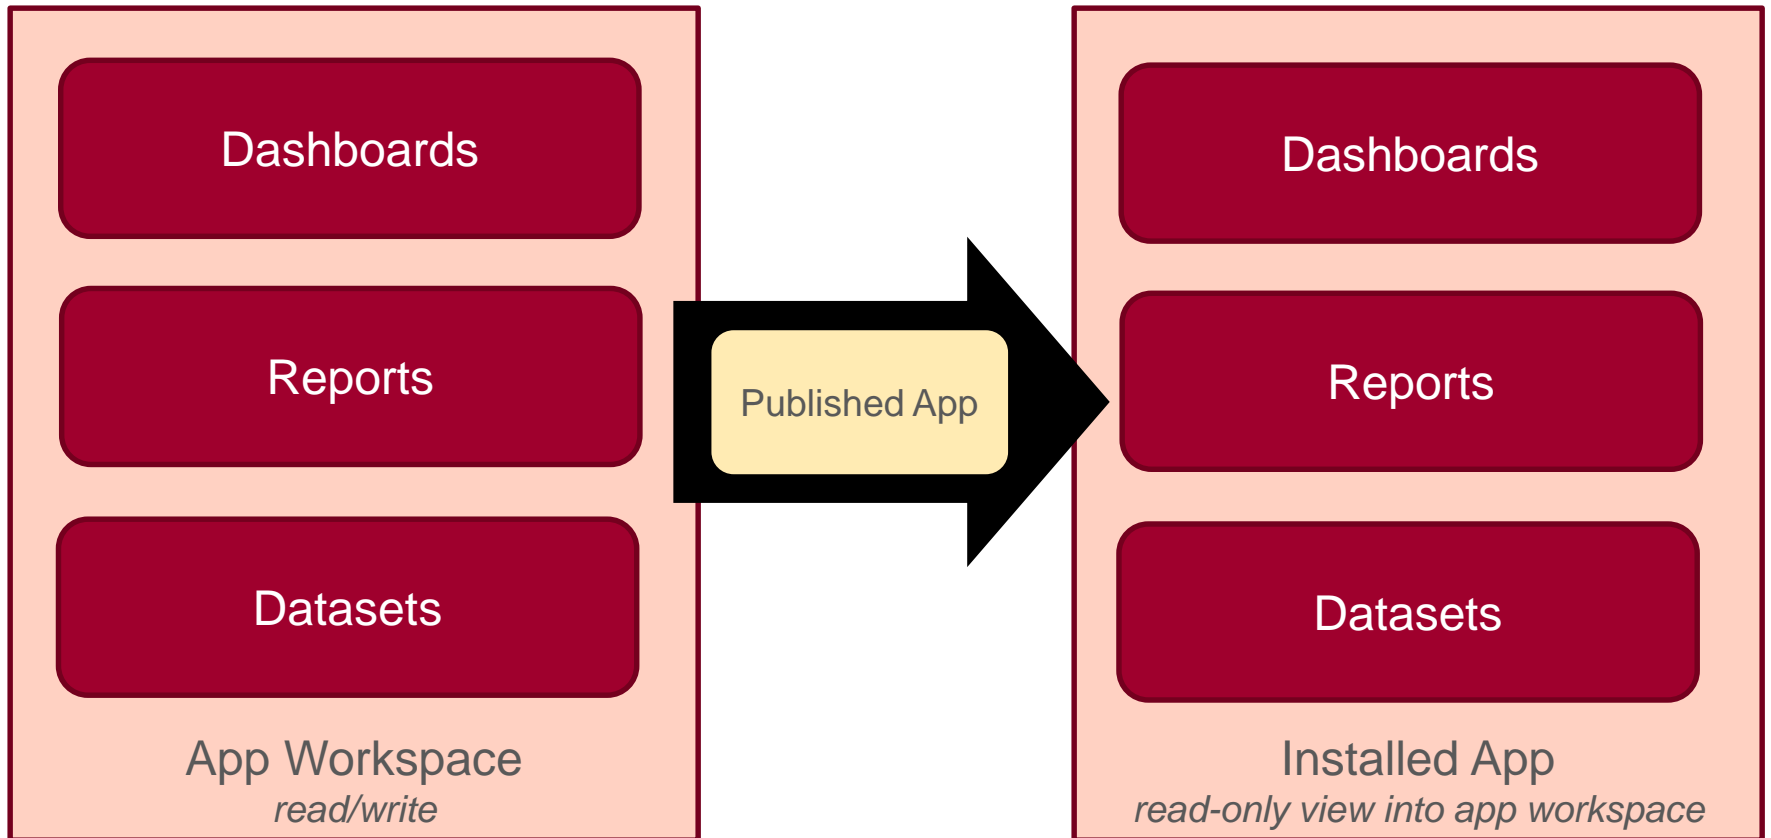 Dashboards
Reports
Datasets
App Workspace
read/write
Published App
Dashboards
Reports
Datasets
Installed App
read-only view into app workspace